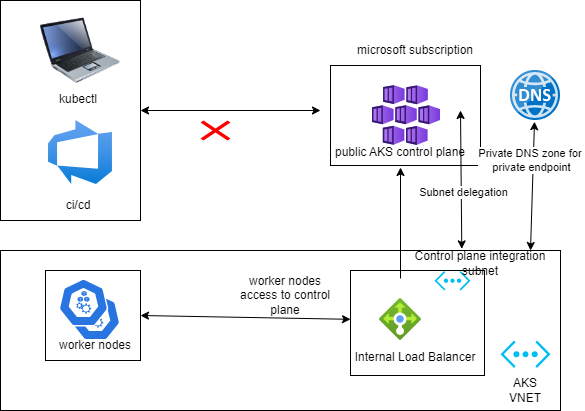 microsoft subscription
kubectl
DNS
public AKS control plane
Private DNS zone for
private endpoint
ci/cd
Subnet delegation
Control plane integration
subnet
worker nodes
access to control
plane
worker nodes
Internal Load Balancer
AKS
VNET